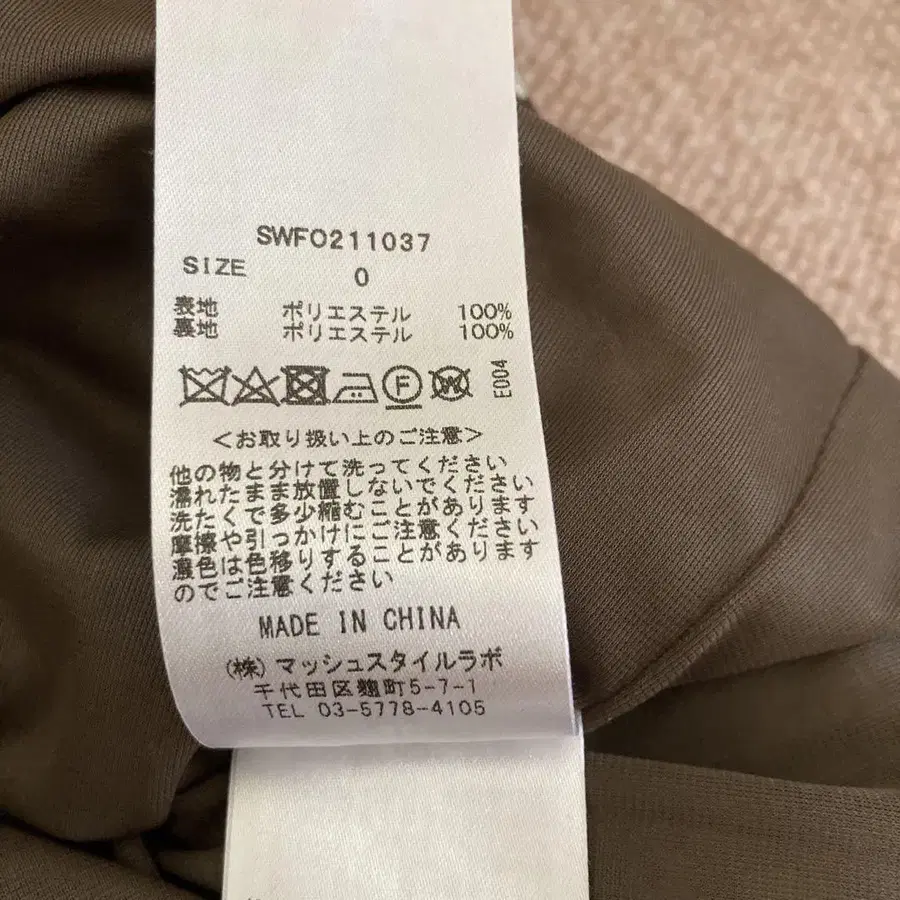 SWFO211037
SIZE 0
表地 ポリエステル 100%
裏地 ポリエステル 100%
F W E004
<お取り扱い上のご注意>
他の物と分けて洗ってください
濡れたまま放置しないでください
洗たくで多少縮むことがあります
摩擦や引っかけにご注意ください
濃色は色移りすることがあります
のでご注意ください
MADE IN CHINA
(株)マッシュスタイルラボ
千代田区麹町5-7-1
TEL 03-5778-4105